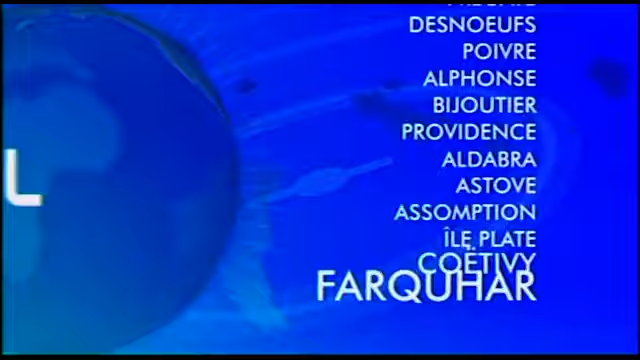 DESNOEUFS
POIVRE
ALPHONSE
BIJOUTIER
PROVIDENCE
ALDABRA
ASTOVE
L
ASSOMPTION
ÎLE PLATE
COËTIVY
FARQUHAR